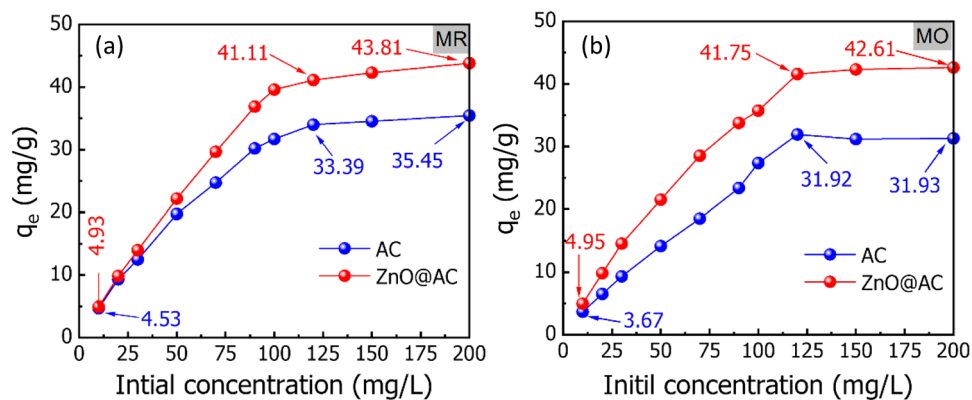 (a)
MR
50
40
30
20
10
0
qe (mg/g)
41.11
43.81
4.93
33.39
35.45
4.53
AC
ZnO@AC
0 25 50 75 100 125 150 175 200
Intial concentration (mg/L)
(b)
MO
50
40
30
20
10
0
qe (mg/g)
41.75
42.61
4.95
31.92
31.93
3.67
AC
ZnO@AC
0 25 50 75 100 125 150 175 200
Initil concentration (mg/L)